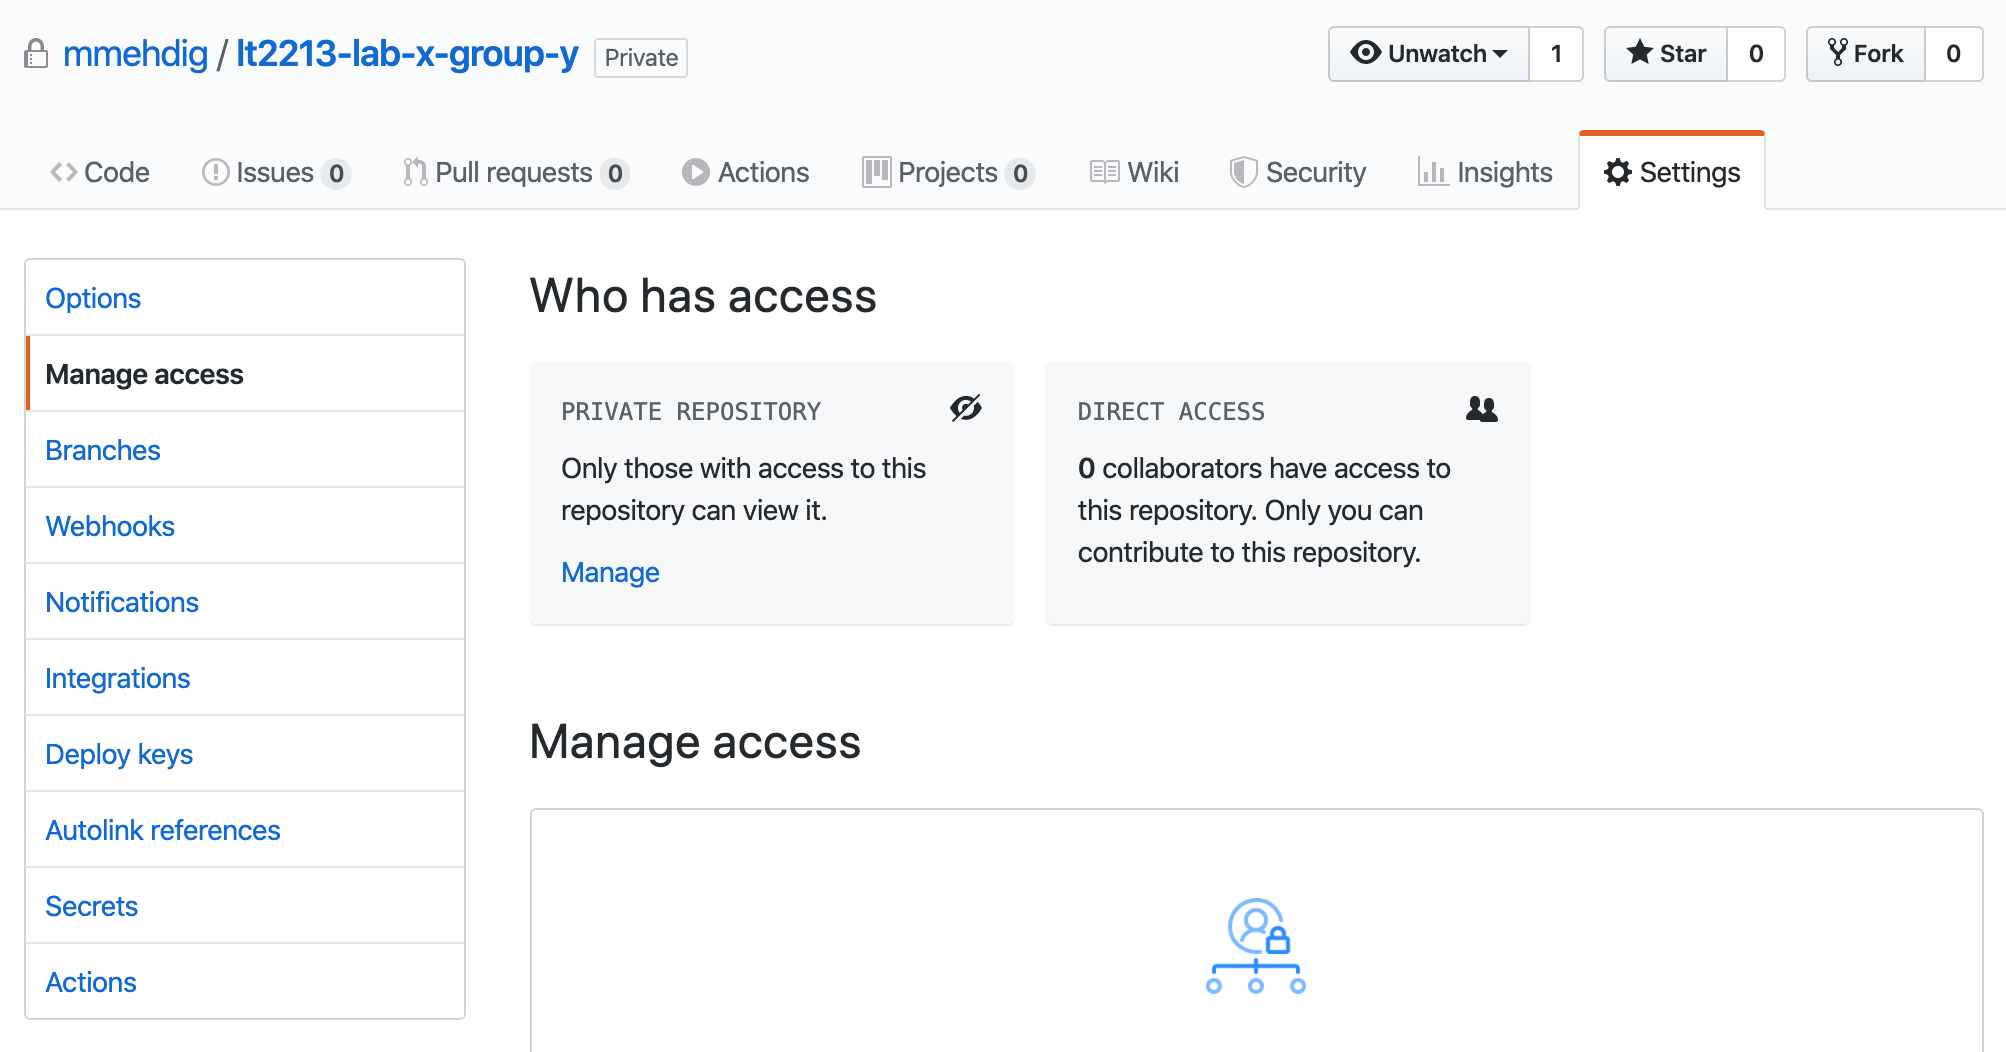 mmehdig / lt2213-lab-x-group-y Private
Unwatch 1 Star 0 Fork 0
Code Issues 0 Pull requests 0 Actions Projects 0 Wiki Security Insights Settings
Options
Manage access
Branches
Webhooks
Notifications
Integrations
Deploy keys
Autolink references
Secrets
Actions
Who has access
PRIVATE REPOSITORY
Only those with access to this
repository can view it.
Manage
DIRECT ACCESS
0 collaborators have access to
this repository. Only you can
contribute to this repository.
Manage access